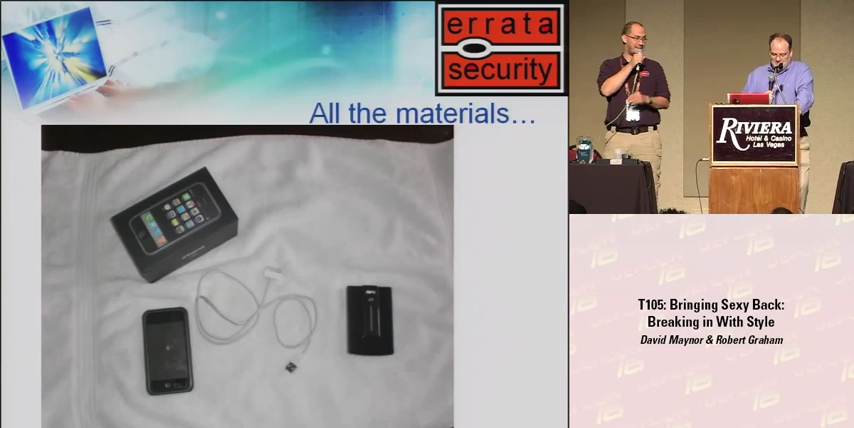 errata
security
All the materials...
RIVIERA
Hotel & Casino
Las Vegas
T105: Bringing Sexy Back:
Breaking in With Style
David Maynor & Robert Graham